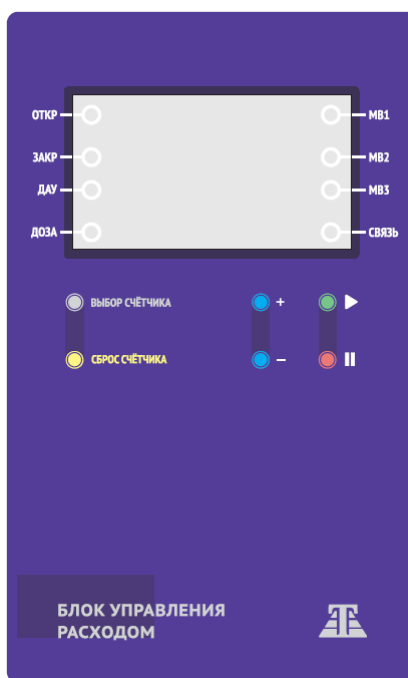 ОТКР
МВ1
ЗАКР
МВ2
ДАУ
МВ3
ДОЗА
СВЯЗЬ
ВЫБОР СЧЁТЧИКА
+
СБРОС СЧЁТЧИКА
–
БЛОК УПРАВЛЕНИЯ
РАСХОДОМ